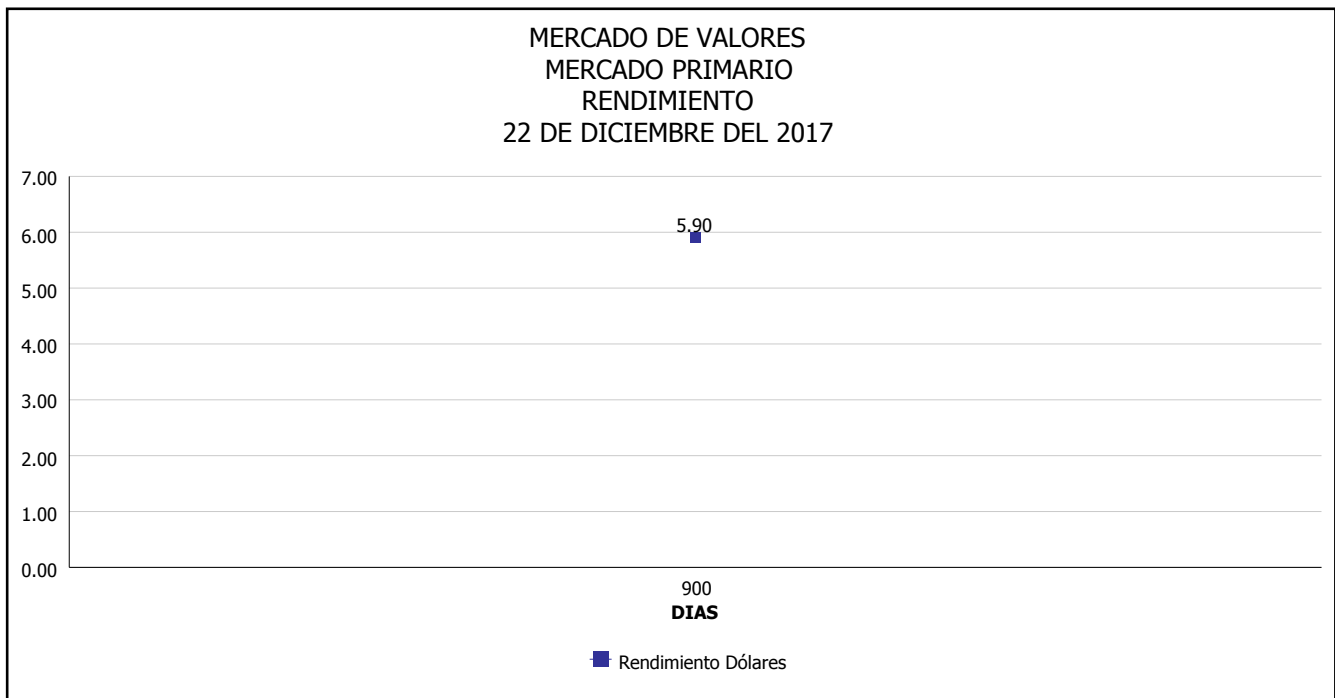 MERCADO DE VALORES
MERCADO PRIMARIO
RENDIMIENTO
22 DE DICIEMBRE DEL 2017
7.00
5.90
6.00
5.00
4.00
3.00
2.00
1.00
0.00
900
DIAS
Rendimiento Dólares